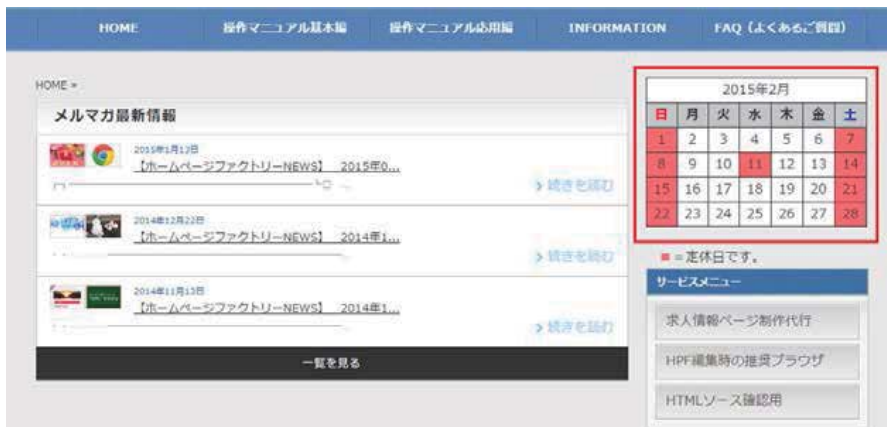 HOME 操作マニュアル基本編 操作マニュアル応用編 INFORMATION FAQ（よくあるご質問）
HOME »
メルマガ最新情報
2015年1月13日
【ホームページファクトリーNEWS】 2015年0...
続きを読む
2014年12月22日
【ホームページファクトリーNEWS】 2014年1...
続きを読む
2014年11月13日
【ホームページファクトリーNEWS】 2014年1...
続きを読む
一覧を見る
2015年2月
日 月 火 水 木 金 土
1 2 3 4 5 6 7
8 9 10 11 12 13 14
15 16 17 18 19 20 21
22 23 24 25 26 27 28
■＝定休日です。
サービスメニュー
求人情報ページ制作代行
HPF編集時の推奨ブラウザ
HTMLソース確認用